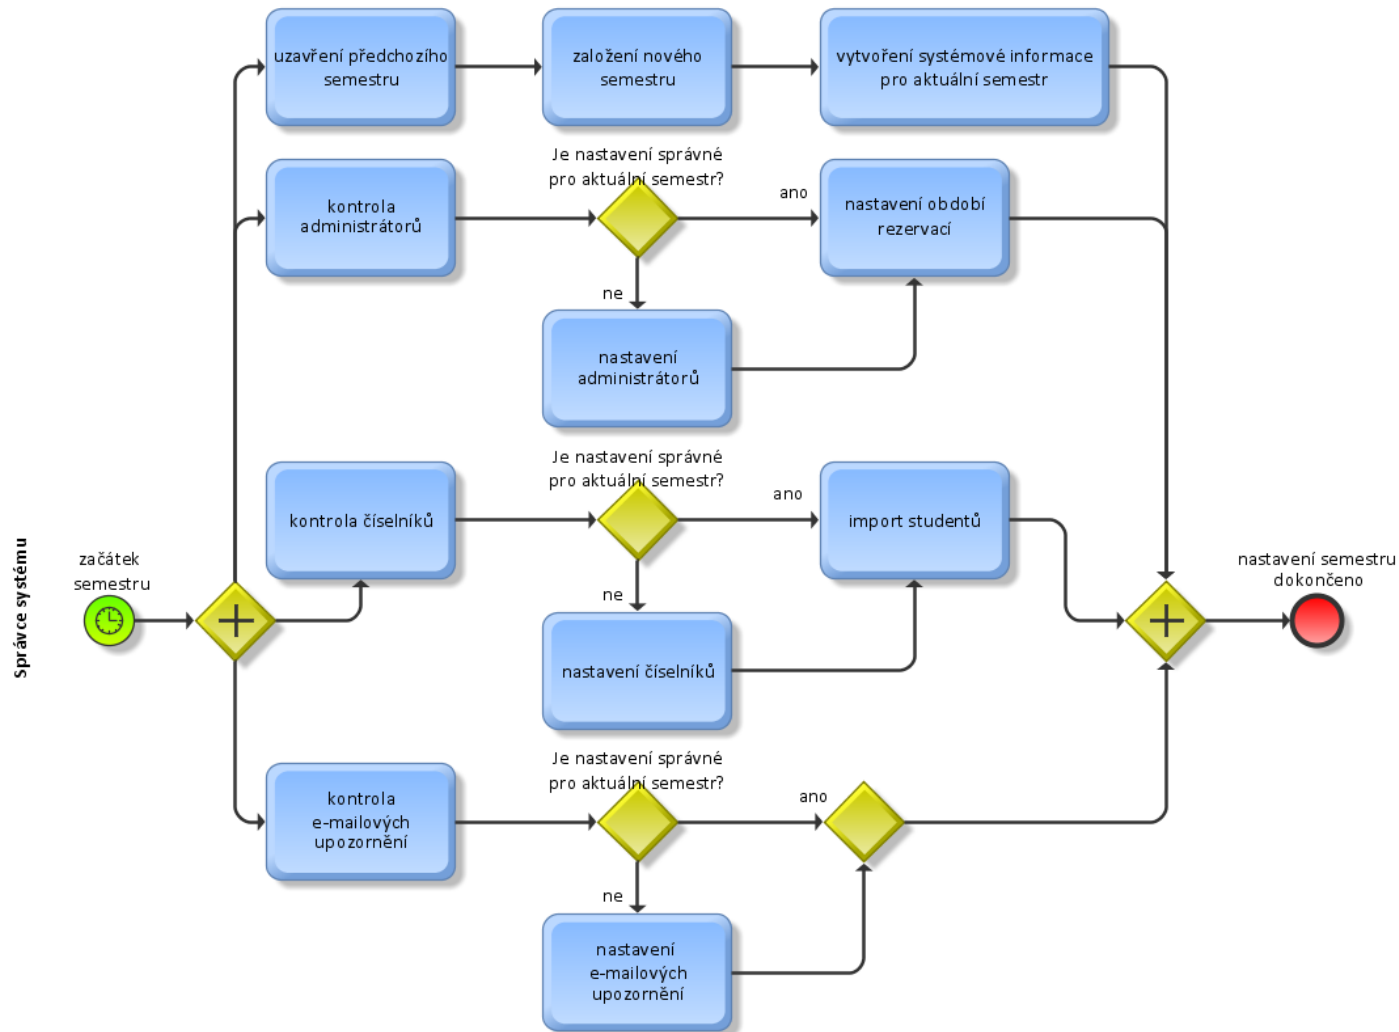 uzavření předchozího
semestru
založení nového
semestru
vytvoření systémové informace
pro aktuální semestr
kontrola
administrátorů
Je nastavení správné
pro aktuální semestr?
ano
nastavení období
rezervací
ne
nastavení
administrátorů
kontrola číselníků
Je nastavení správné
pro aktuální semestr?
ano
import studentů
ne
nastavení číselníků
Správce systému
začátek
semestru
nastavení semestru
dokončeno
kontrola
e-mailových
upozornění
Je nastavení správné
pro aktuální semestr?
ano
ne
nastavení
e-mailových
upozornění